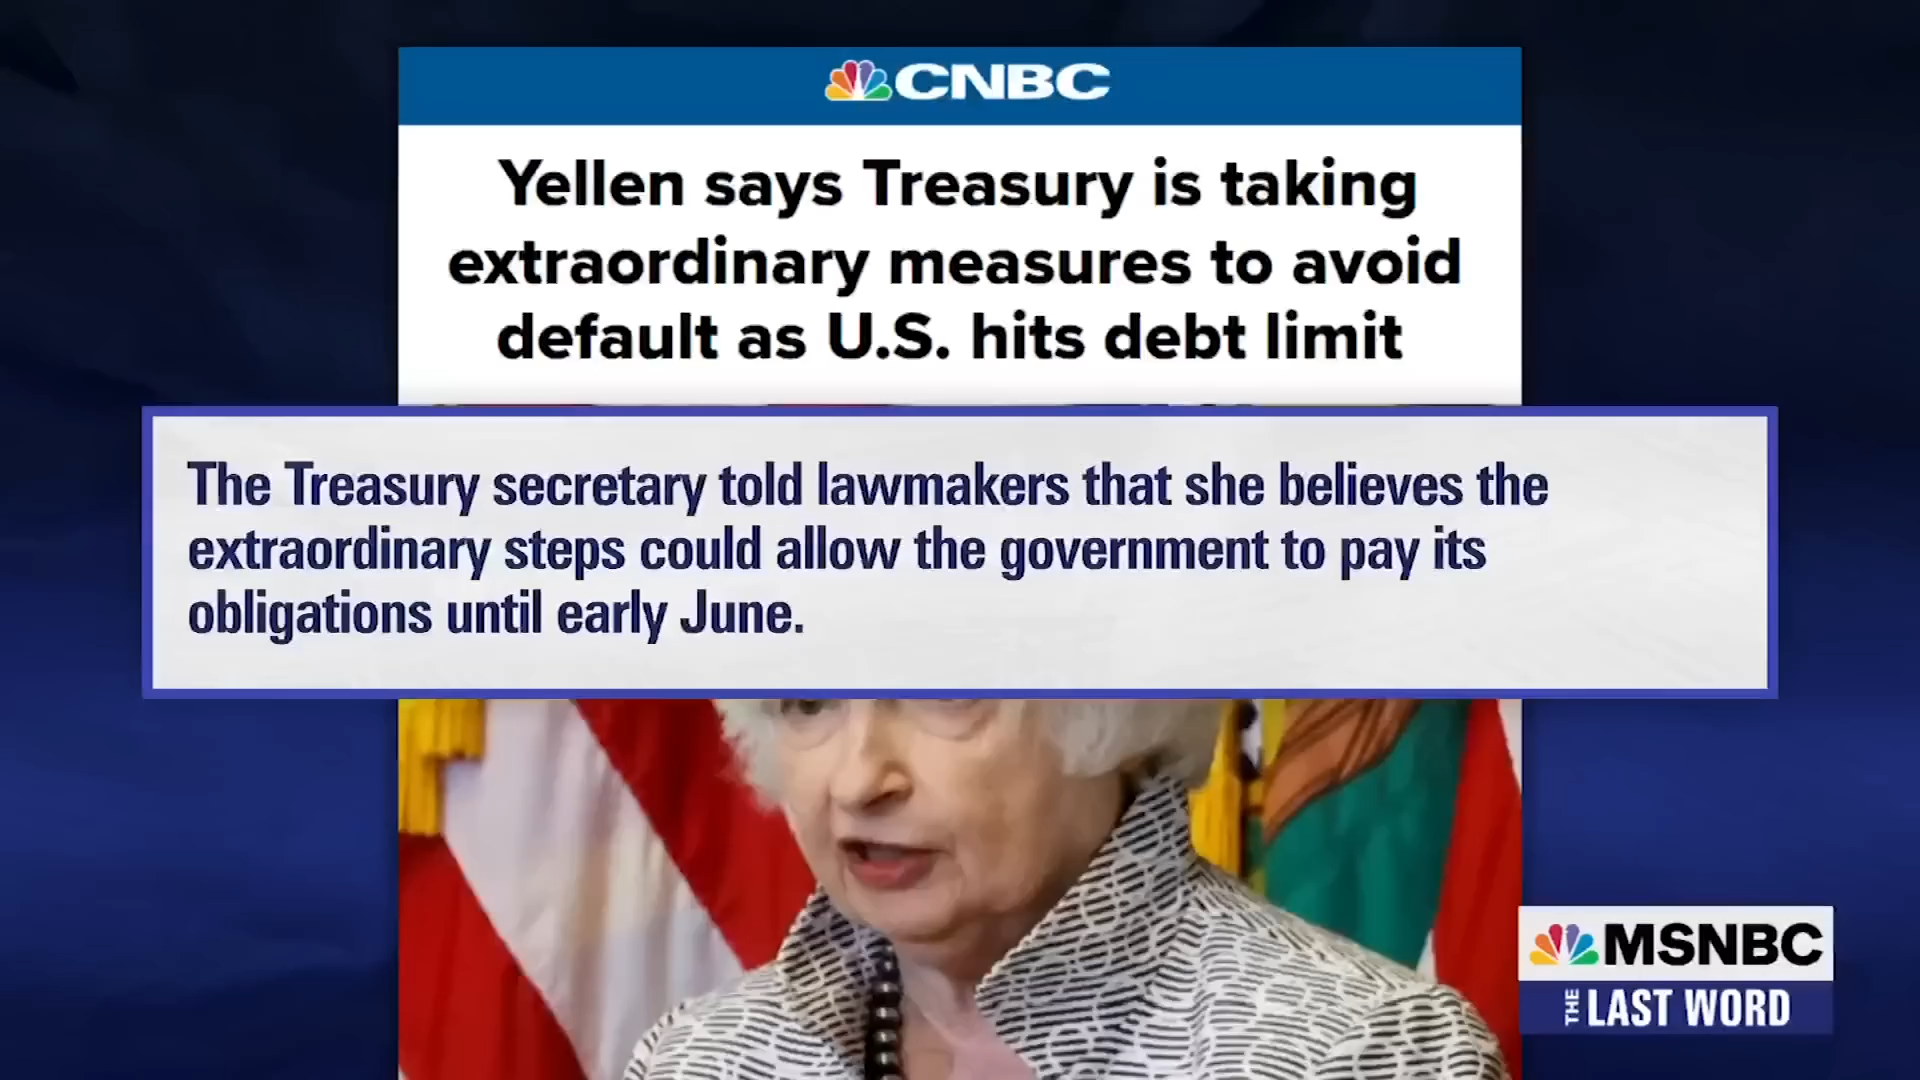 CNBC
Yellen says Treasury is taking
extraordinary measures to avoid
default as U.S. hits debt limit
The Treasury secretary told lawmakers that she believes the
extraordinary steps could allow the government to pay its
obligations until early June.
MSNBC
THE LAST WORD